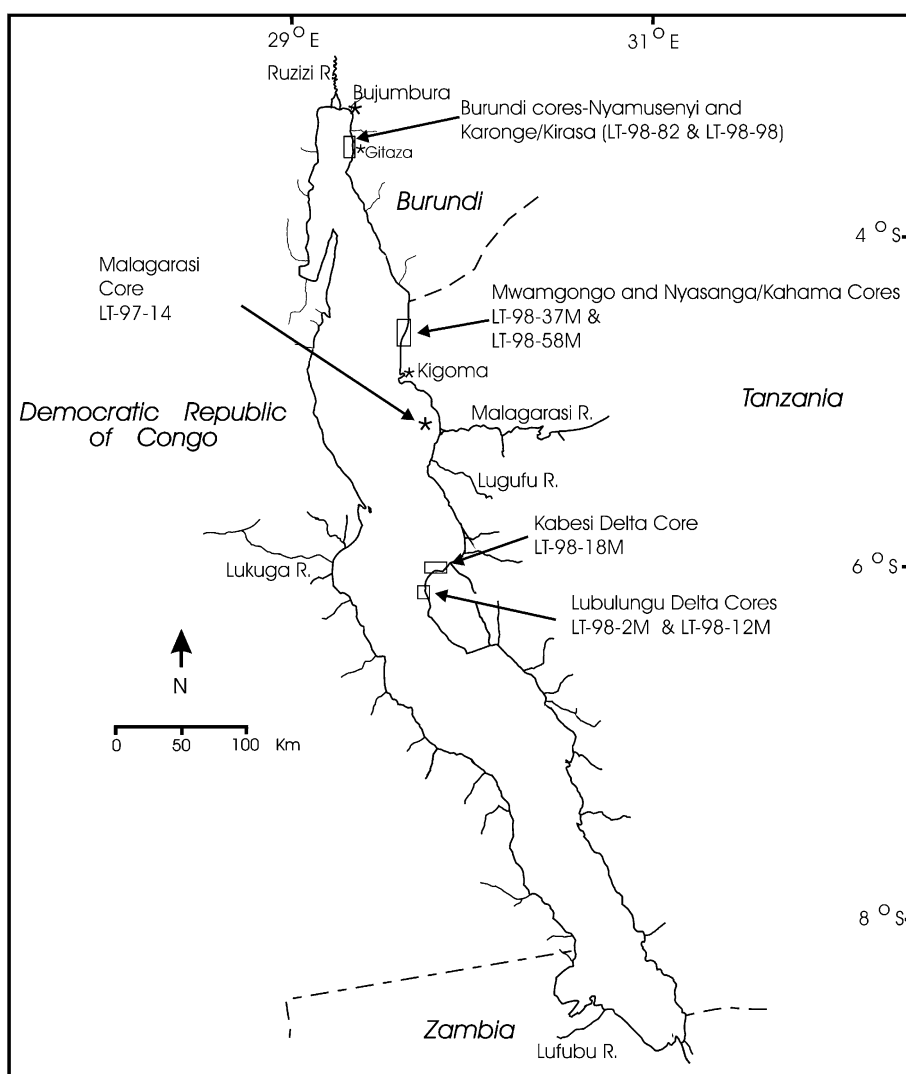 29° E
31° E
Ruzizi R.
Bujumbura
Burundi cores-Nyamusenyi and
Karonge/Kirasa (LT-98-82 & LT-98-98)
*Gitaza
Burundi
4 °S
Malagarasi
Core
LT-97-14
Mwamgongo and Nyasanga/Kahama Cores
LT-98-37M &
LT-98-58M
*Kigoma
Democratic Republic
of Congo
Tanzania
Malagarasi R.
*
Lugufu R.
Kabesi Delta Core
LT-98-18M
6 °S
Lukuga R.
Lubulungu Delta Cores
LT-98-2M & LT-98-12M
N
0 50 100 Km
8 °S
Zambia
Lufubu R.